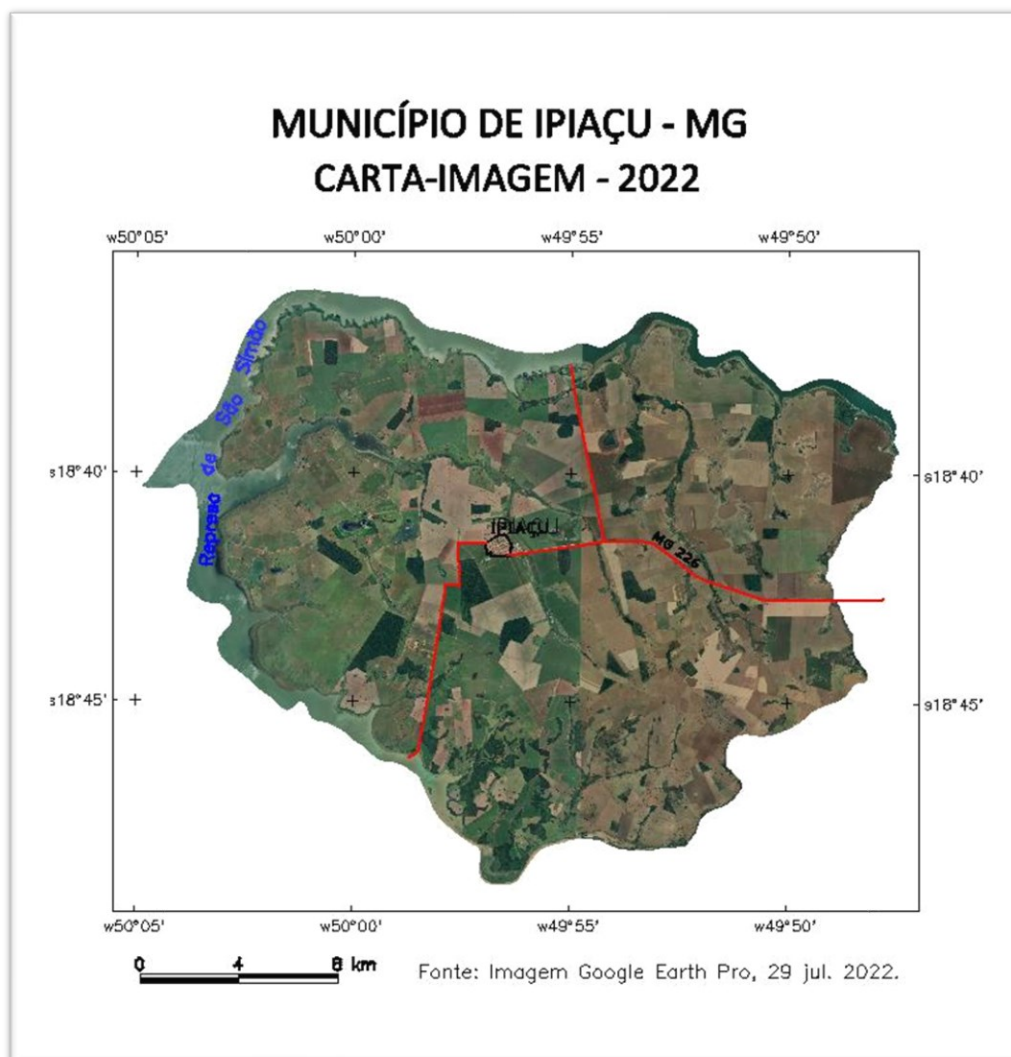 MUNICÍPIO DE IPIAÇU - MG
CARTA-IMAGEM - 2022
w50°05' w50°00' w49°55' w49°50'
Represa de São Simão
s18°40' s18°40'
IPIAÇU
MG 226
s18°45' s18°45'
w50°05' w50°00' w49°55' w49°50'
0 4 8 km
Fonte: Imagem Google Earth Pro, 29 jul. 2022.